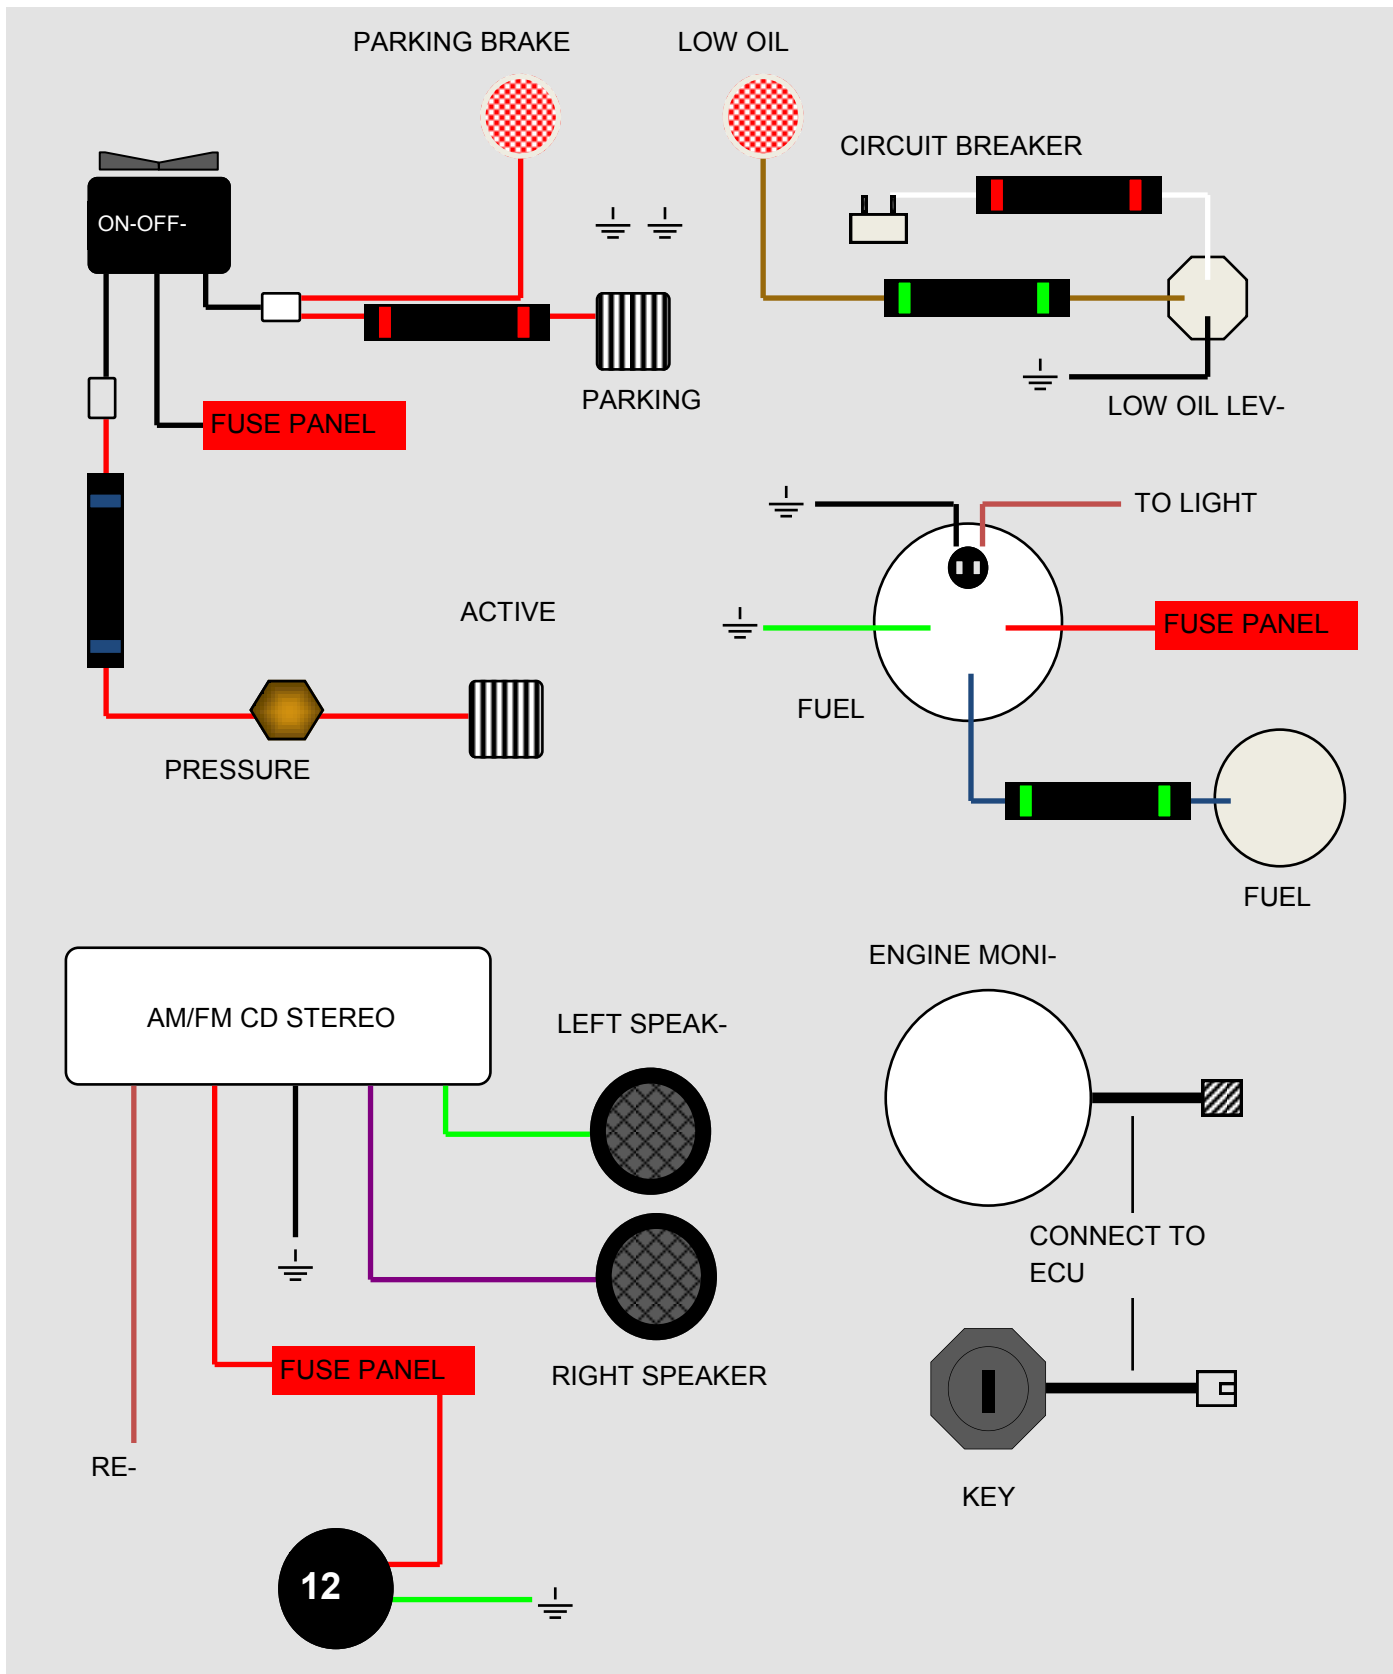 PARKING BRAKE
LOW OIL
CIRCUIT BREAKER
ON-OFF-
PARKING
FUSE PANEL
LOW OIL LEV-
TO LIGHT
ACTIVE
FUSE PANEL
FUEL
PRESSURE
FUEL
ENGINE MONI-
AM/FM CD STEREO
LEFT SPEAK-
CONNECT TO
ECU
FUSE PANEL
RIGHT SPEAKER
RE-
KEY
12